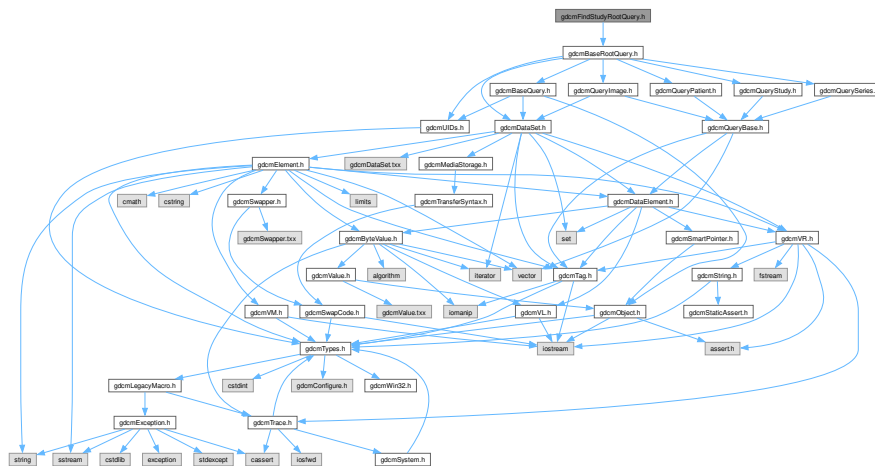 gdcmFindStudyRootQuery.h
gdcmBaseRootQuery.h
gdcmBaseQuery.h
gdcmQueryImage.h
gdcmQueryPatient.h
gdcmQueryStudy.h
gdcmQuerySeries.
gdcmUIDs.h
gdcmDataSet.h
gdcmQueryBase.h
gdcmElement.h
gdcmDataSet.txx
gdcmMediaStorage.h
cmath
cstring
gdcmSwapper.h
limits
gdcmTransferSyntax.h
gdcmDataElement.h
gdcmSwapper.txx
gdcmByteValue.h
set
gdcmSmartPointer.h
gdcmVR.h
gdcmValue.h
algorithm
iterator
vector
gdcmTag.h
gdcmString.h
fstream
gdcmVM.h
gdcmSwapCode.h
gdcmValue.txx
iomanip
gdcmVL.h
gdcmObject.h
gdcmStaticAssert.h
gdcmTypes.h
iostream
assert.h
gdcmLegacyMacro.h
cstdint
gdcmConfigure.h
gdcmWin32.h
gdcmException.h
gdcmTrace.h
string
sstream
cstdlib
exception
stdexcept
cassert
iosfwd
gdcmSystem.h